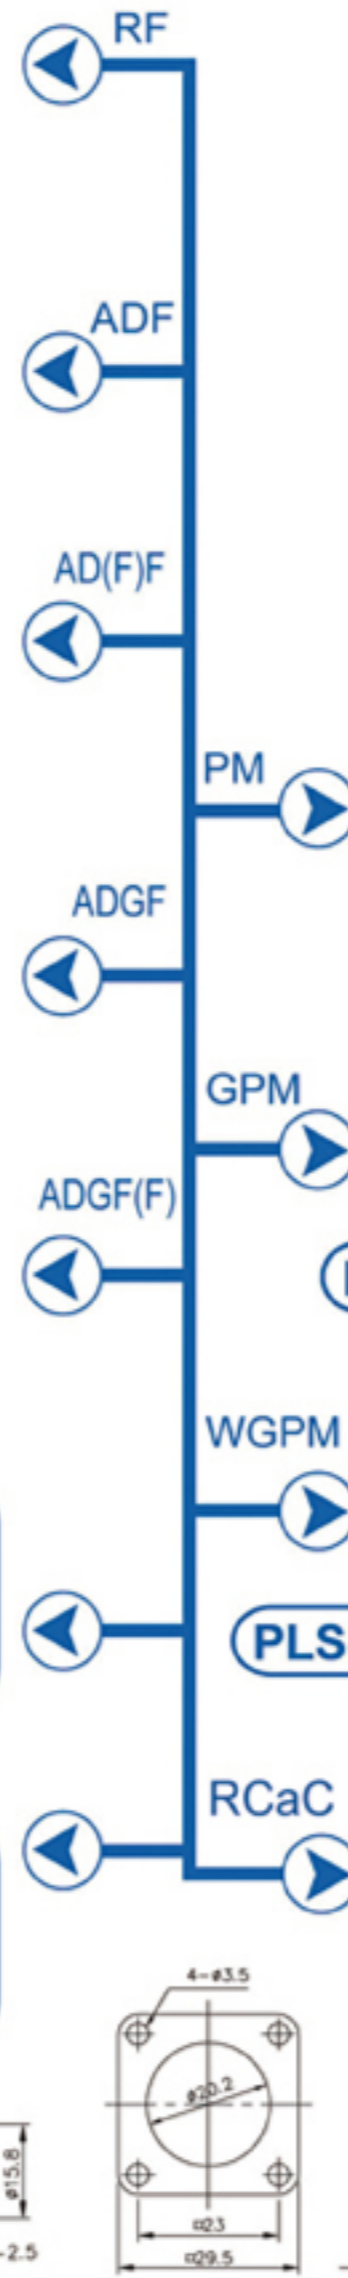 RF
ADF
AD(F)F
PM
ADGF
GPM
ADGF(F)
WGPM
PLS
RCaC
4-ø3.5
ø20.2
ø15.8
-2.5
□23
□29.5